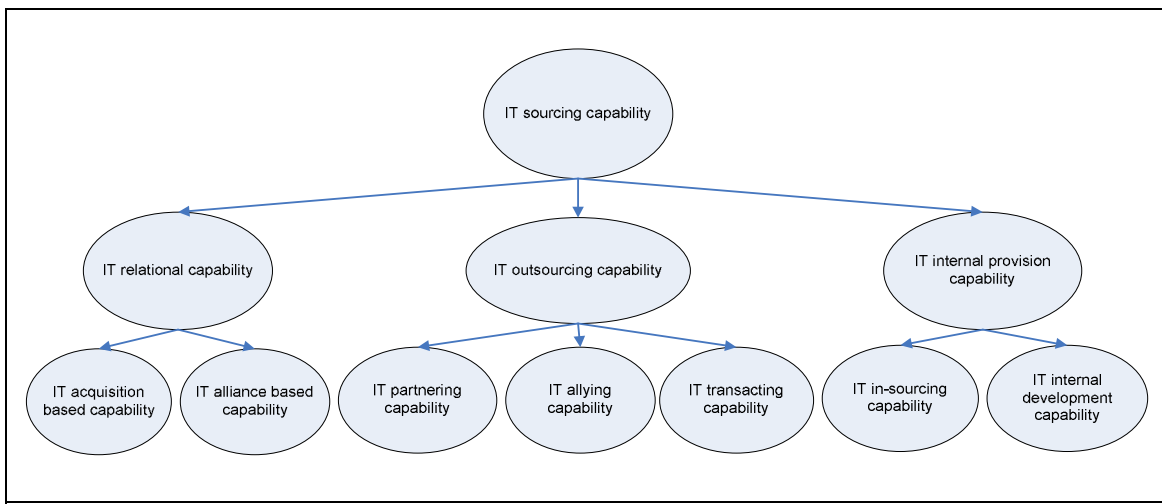 IT sourcing capability
IT relational capability
IT outsourcing capability
IT internal provision
capability
IT acquisition
based capability
IT alliance based
capability
IT partnering
capability
IT allying
capability
IT transacting
capability
IT in-sourcing
capability
IT internal
development
capability